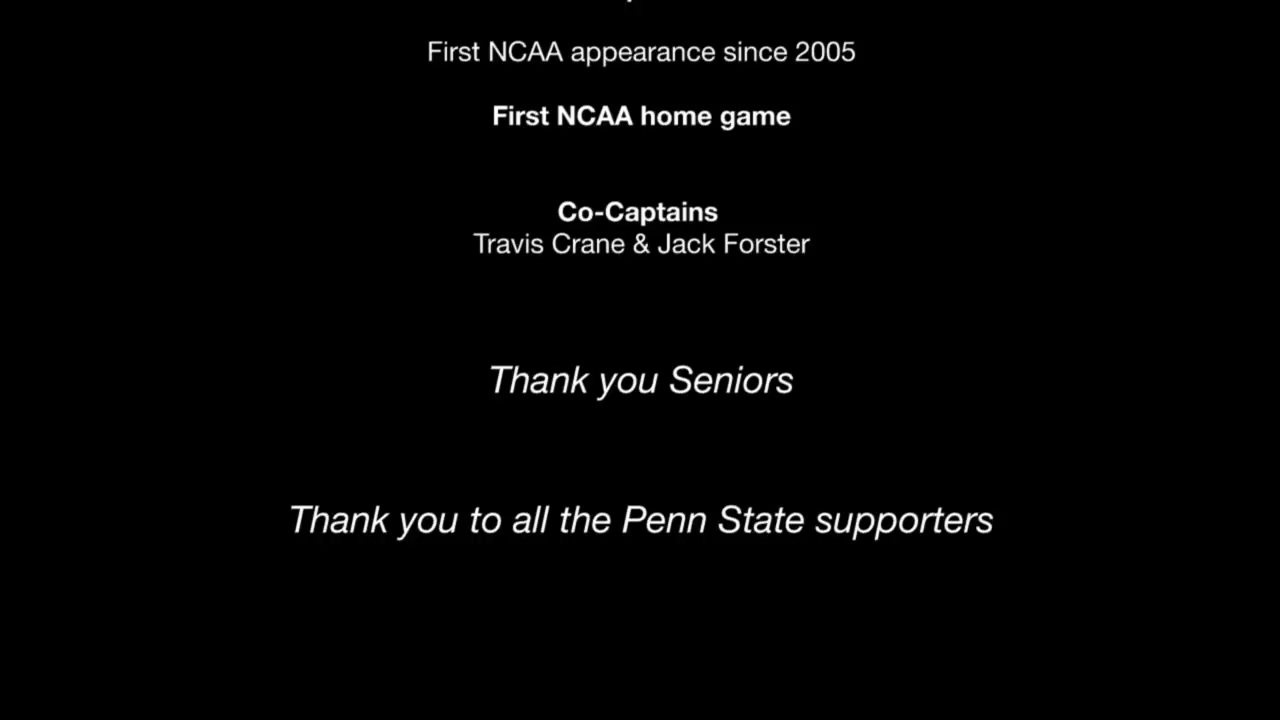 First NCAA appearance since 2005
First NCAA home game
Co-Captains
Travis Crane & Jack Forster
Thank you Seniors
Thank you to all the Penn State supporters